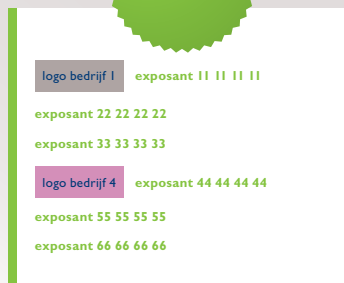 logo bedrijf 1 exposant 11 11 11 11
exposant 22 22 22 22
exposant 33 33 33 33
logo bedrijf 4 exposant 44 44 44 44
exposant 55 55 55 55
exposant 66 66 66 66